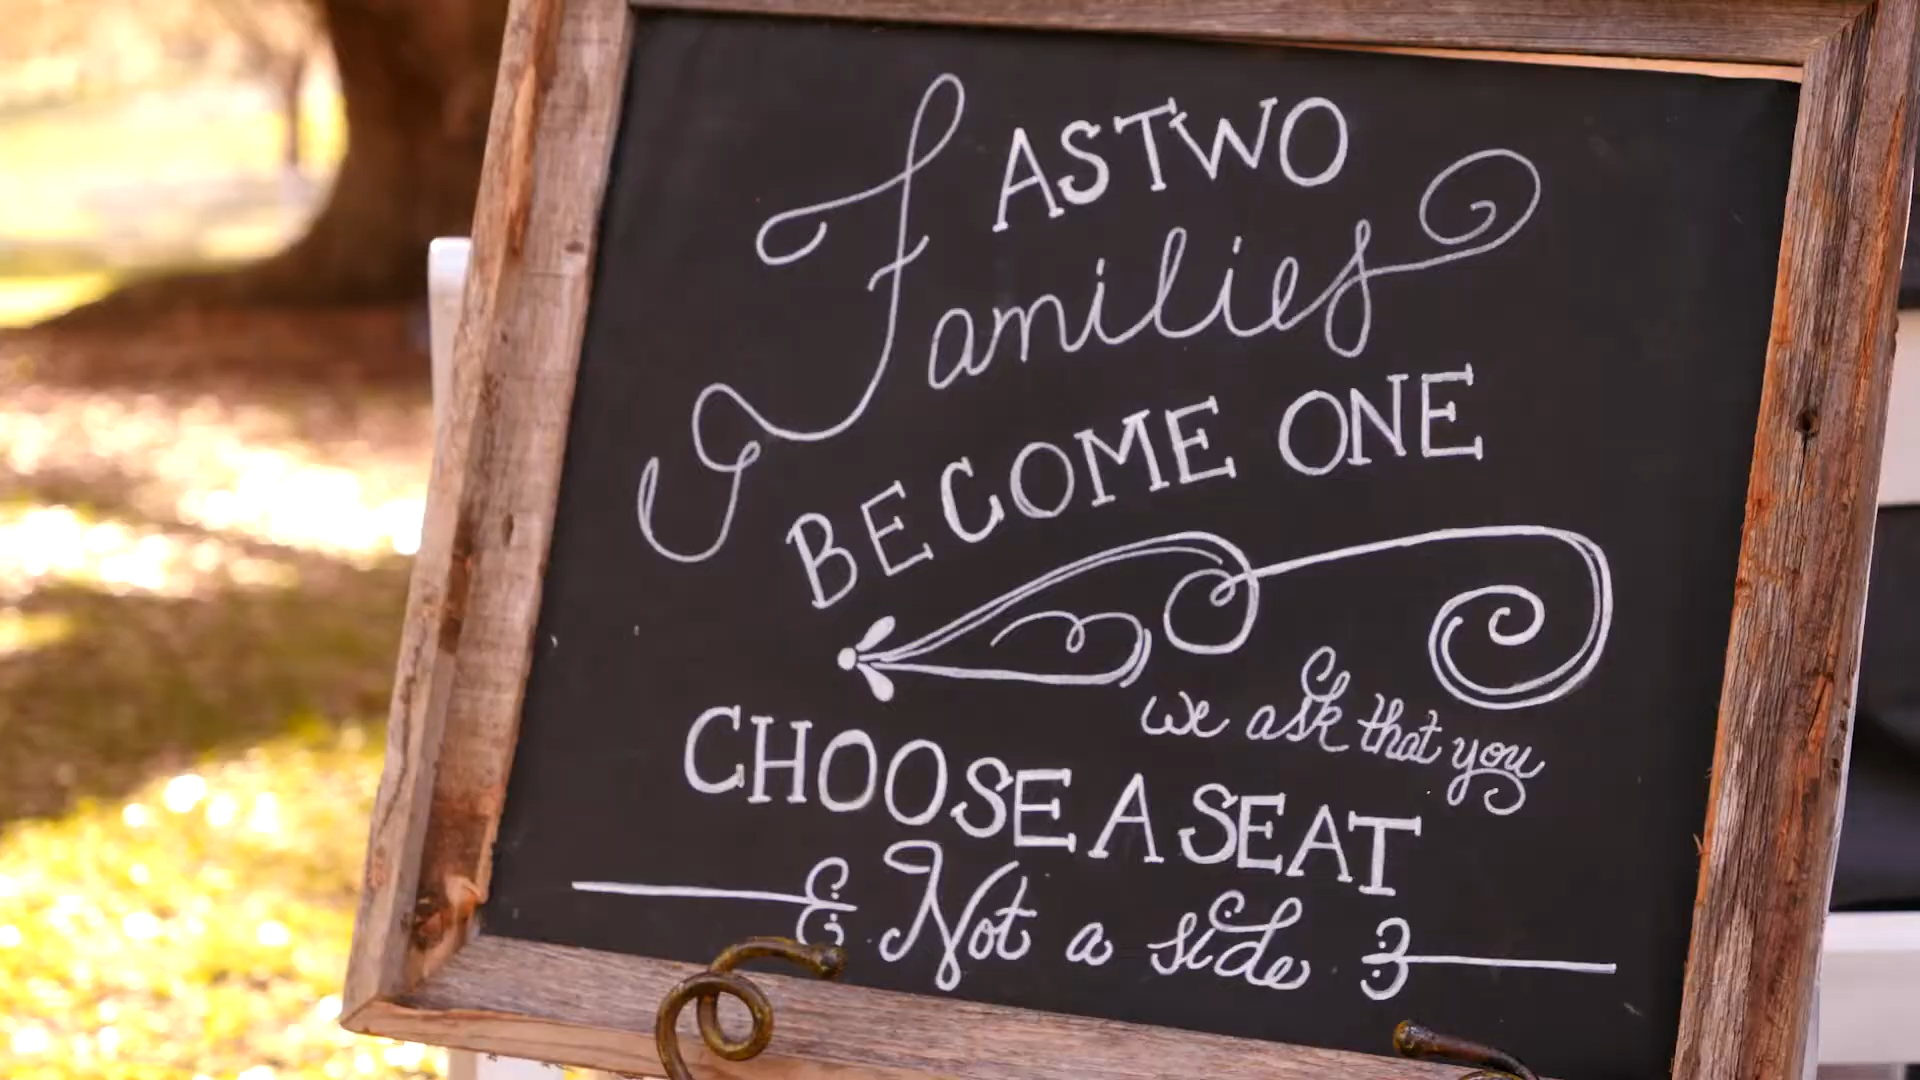 AS TWO
Families
BECOME ONE
we ask that you
CHOOSE A SEAT
Not a side